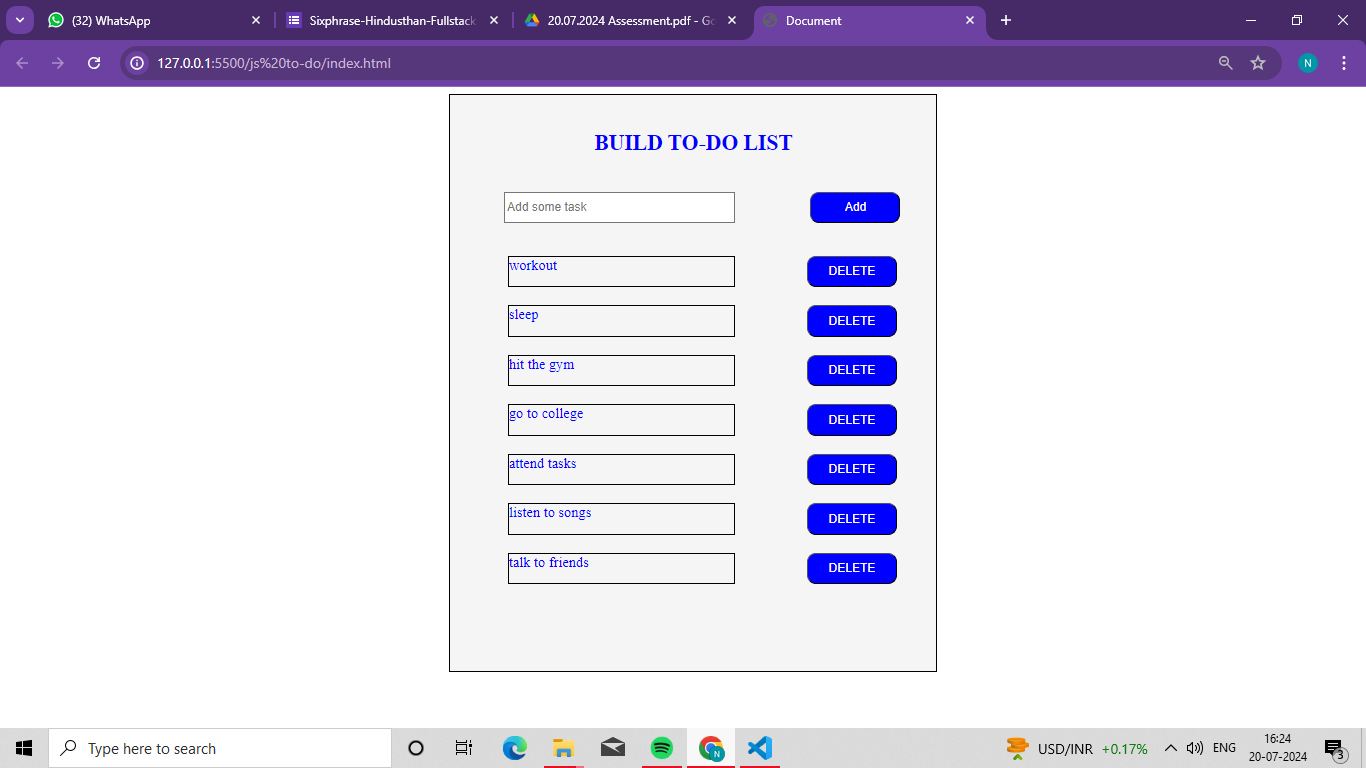 (32) WhatsApp
Sixphrase-Hindusthan-Fullstack
20.07.2024 Assessment.pdf - Go
Document
127.0.0.1:5500/js%20to-do/index.html
N
BUILD TO-DO LIST
Add some task
Add
workout
DELETE
sleep
DELETE
hit the gym
DELETE
go to college
DELETE
attend tasks
DELETE
listen to songs
DELETE
talk to friends
DELETE
Type here to search
N
USD/INR +0.17%
ENG
16:24
20-07-2024
3